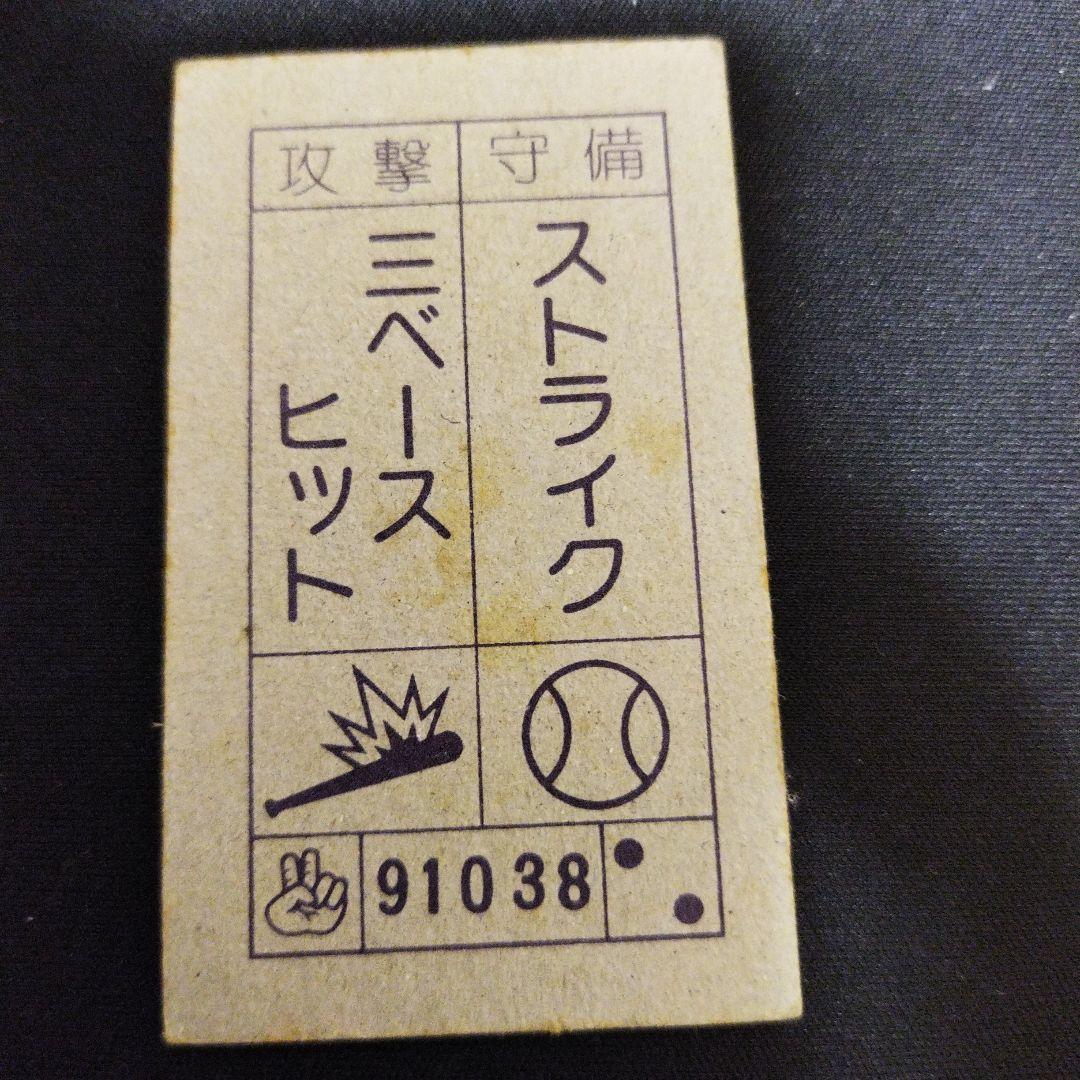 守備
ストライク
攻撃
三ベース
ヒット
91038